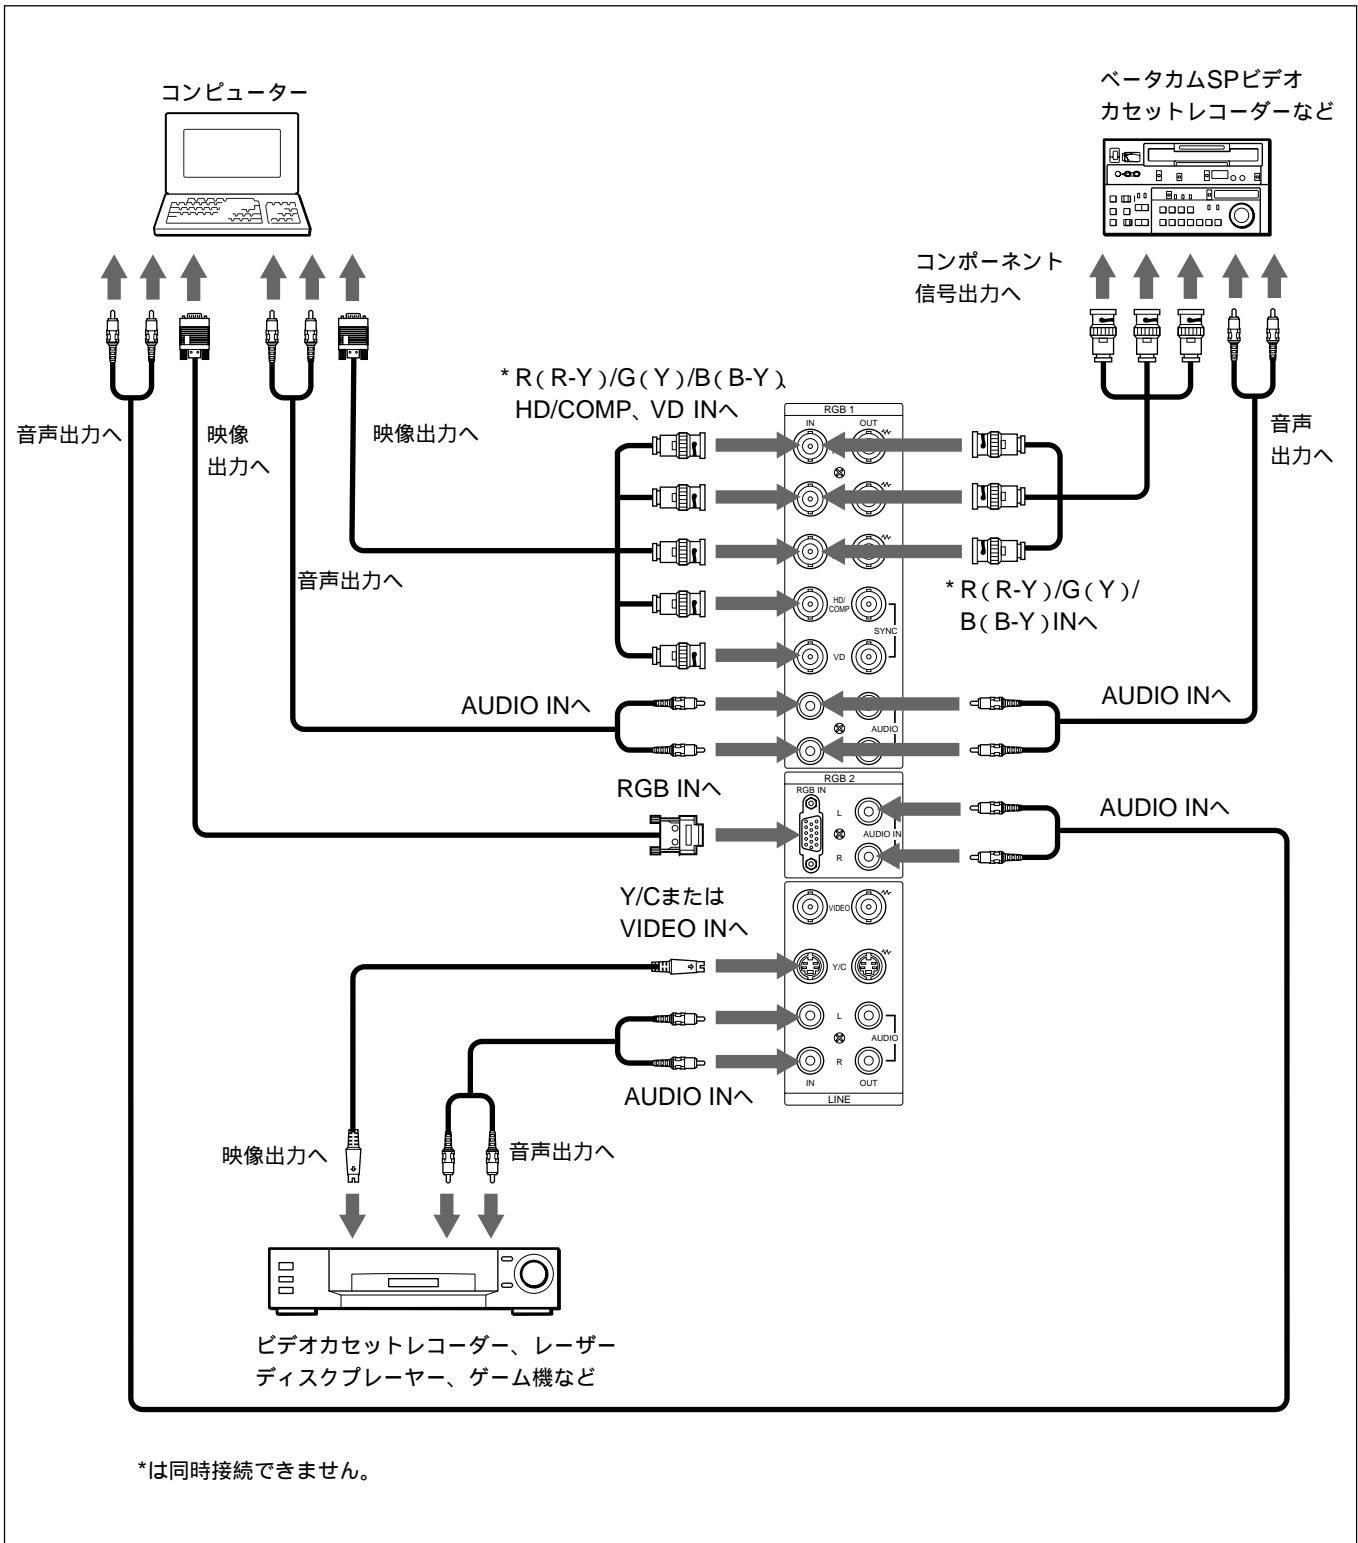 コンピューター
ベータカムSPビデオ
カセットレコーダーなど
コンポーネント
信号出力へ
音声出力へ
映像
出力へ
映像出力へ
音声出力へ
* R(R-Y)/G(Y)/B(B-Y)、
HD/COMP、VD INへ
音声
出力へ
* R(R-Y)/G(Y)/
B(B-Y)INへ
RGB 1
IN
OUT
HD/
COMP
SYNC
VD
AUDIO
AUDIO INへ
AUDIO INへ
RGB INへ
RGB 2
RGB IN
L
AUDIO IN
R
AUDIO INへ
Y/Cまたは
VIDEO INへ
VIDEO
Y/C
L
AUDIO
R
IN
OUT
LINE
AUDIO INへ
映像出力へ
音声出力へ
ビデオカセットレコーダー、レーザー
ディスクプレーヤー、ゲーム機など
*は同時接続できません。